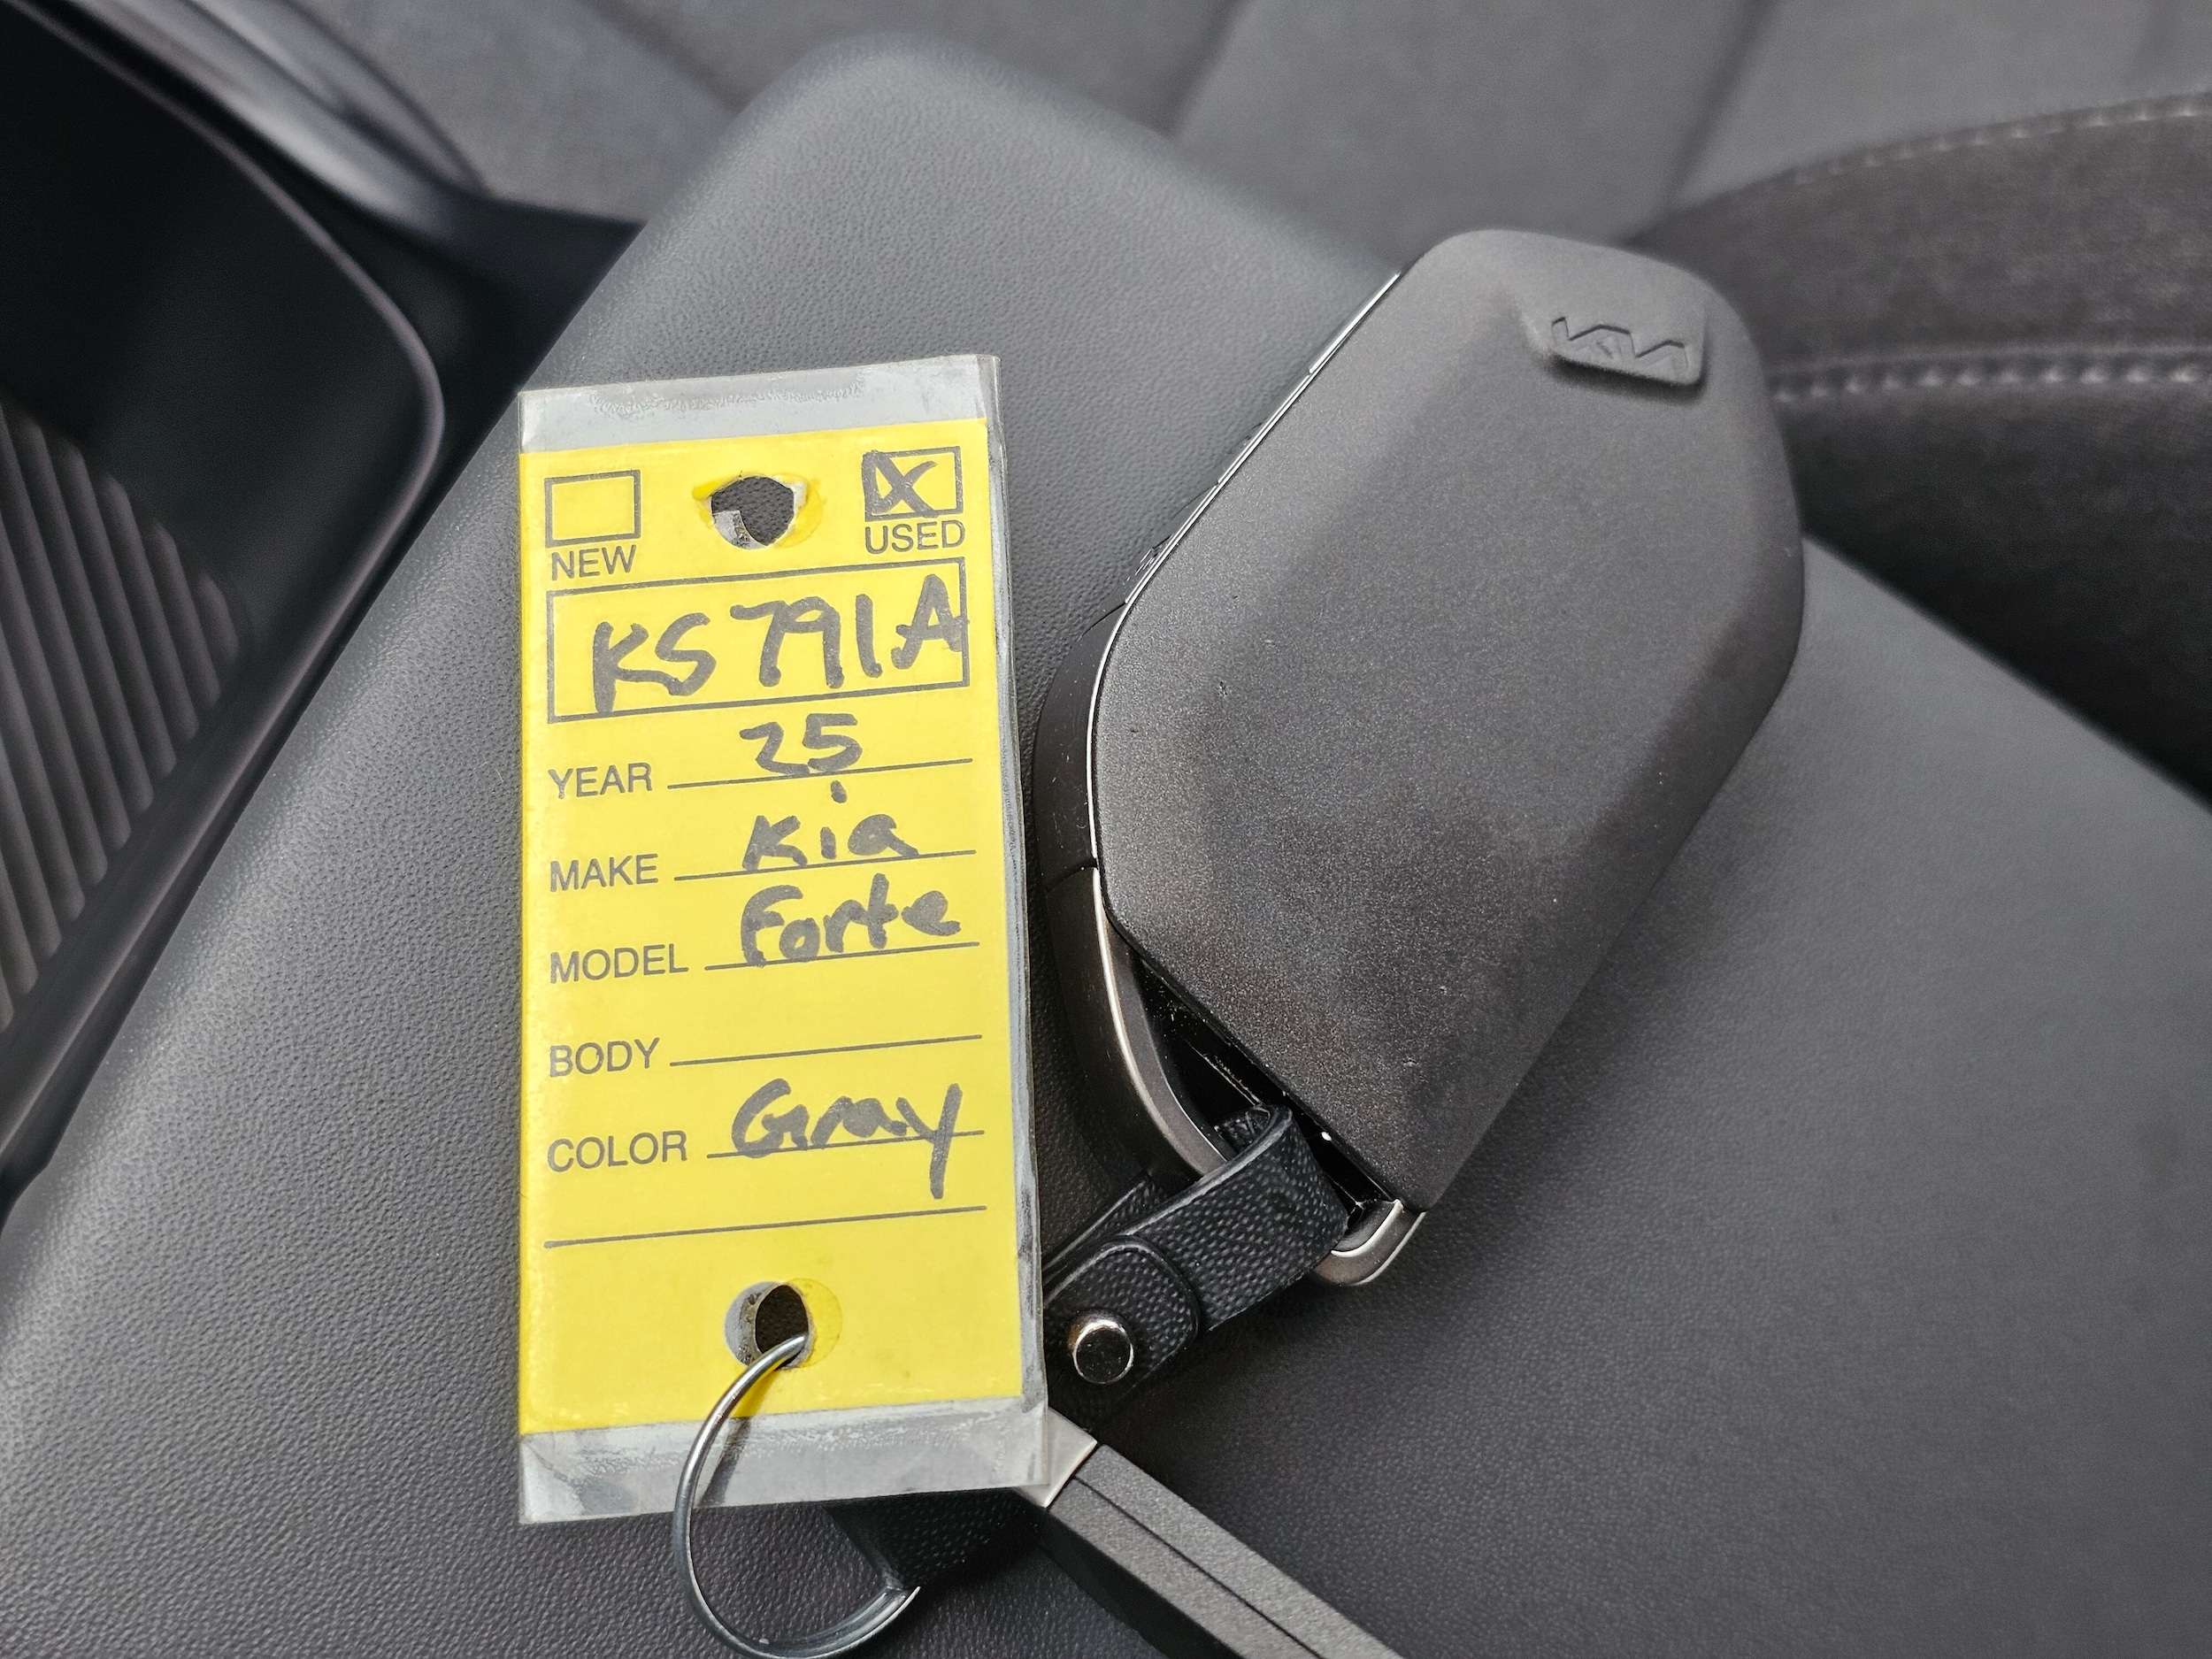 NEW USED
KS791A
YEAR 25
MAKE Kia
MODEL Forte
BODY
COLOR Gray
KIA